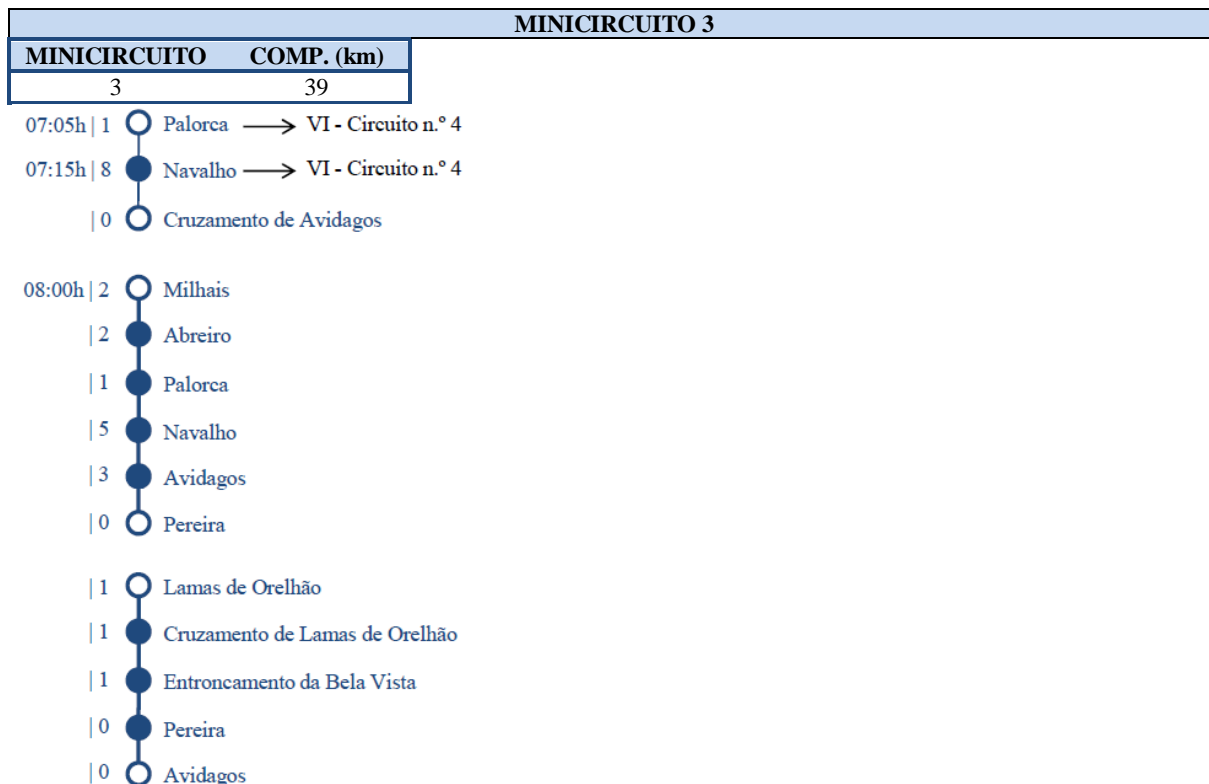 MINICIRCUITO 3
MINICIRCUITO COMP. (km)
3 39
07:05h | 1 Palorca → VI - Circuito n.º 4
07:15h | 8 Navalho → VI - Circuito n.º 4
| 0 Cruzamento de Avidagos
08:00h | 2 Milhais
| 2 Abreiro
| 1 Palorca
| 5 Navalho
| 3 Avidagos
| 0 Pereira
| 1 Lamas de Orelhão
| 1 Cruzamento de Lamas de Orelhão
| 1 Entroncamento da Bela Vista
| 0 Pereira
| 0 Avidagos